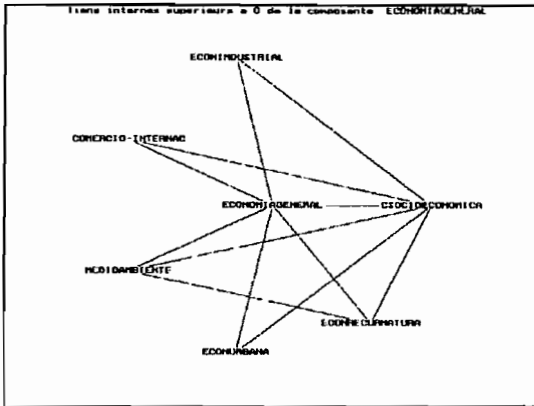 liens internes superieurs a 0 de la composante ECONOMIAGENERAL
ECONINDUSTRIAL
COMERCIO-INTERNAC
ECONOMIAGENERAL
CSOCIOECONOMICA
MEDIOAMBIENTE
ECONRECURNATURA
ECONURBANA